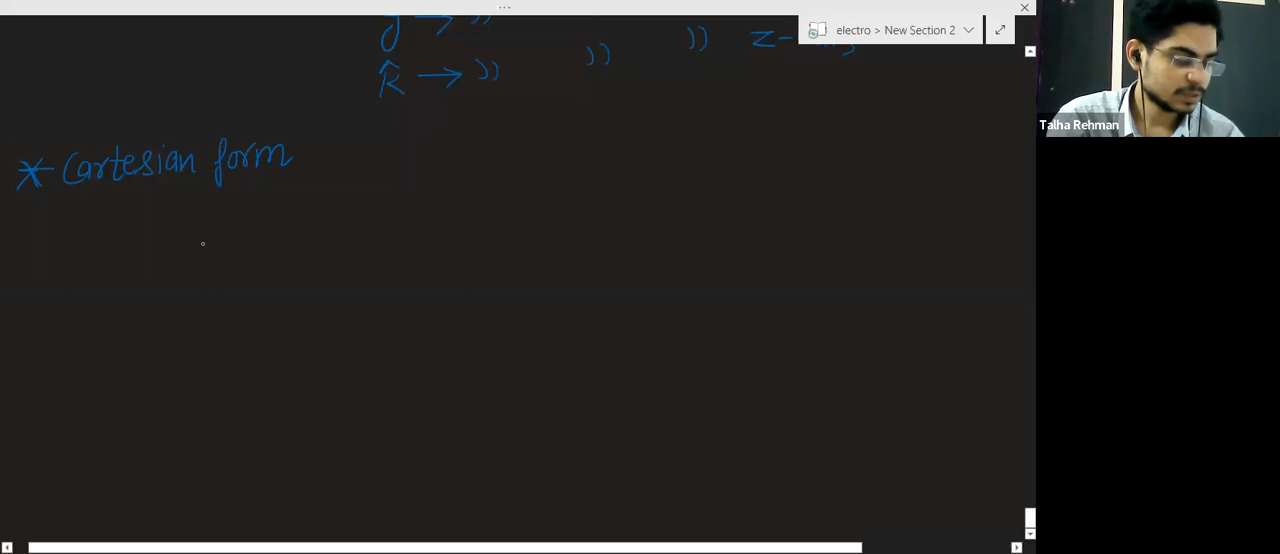 ĵ → ))
)) z-
k̂ → )) ))
* Cartesian form
electro > New Section 2
Talha Rehman